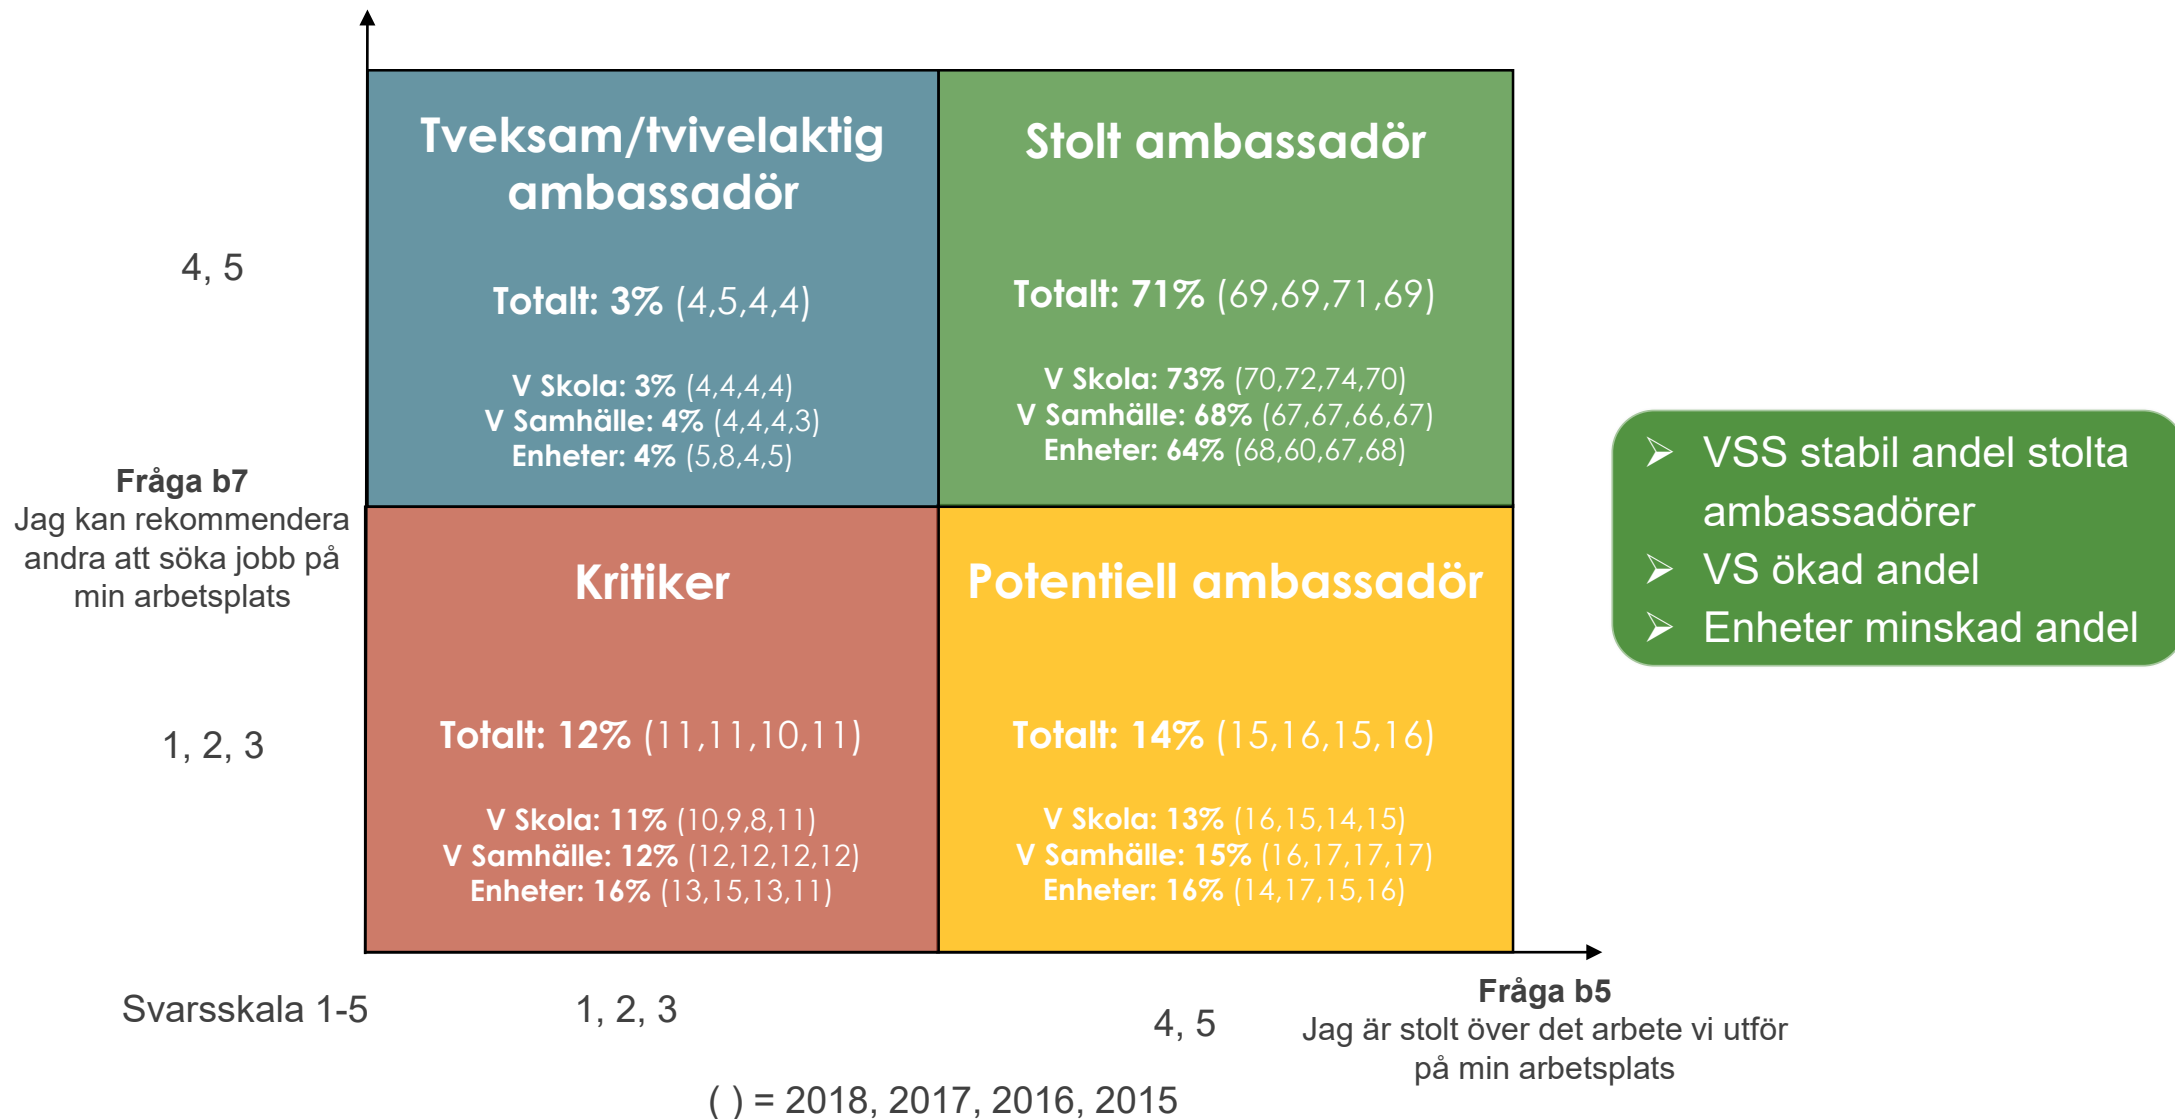 Tveksam/tvivelaktig
ambassadör
Totalt: 3% (4,5,4,4)
V Skola: 3% (4,4,4,4)
V Samhälle: 4% (4,4,4,3)
Enheter: 4% (5,8,4,5)
Stolt ambassadör
Totalt: 71% (69,69,71,69)
V Skola: 73% (70,72,74,70)
V Samhälle: 68% (67,67,66,67)
Enheter: 64% (68,60,67,68)
4, 5
Fråga b7
Jag kan rekommendera
andra att söka jobb på
min arbetsplats
1, 2, 3
Kritiker
Totalt: 12% (11,11,10,11)
V Skola: 11% (10,9,8,11)
V Samhälle: 12% (12,12,12,12)
Enheter: 16% (13,15,13,11)
Potentiell ambassadör
Totalt: 14% (15,16,15,16)
V Skola: 13% (16,15,14,15)
V Samhälle: 15% (16,17,17,17)
Enheter: 16% (14,17,15,16)
➢ VSS stabil andel stolta
ambassadörer
➢ VS ökad andel
➢ Enheter minskad andel
Svarsskala 1-5
1, 2, 3
4, 5
Fråga b5
Jag är stolt över det arbete vi utför
på min arbetsplats
( ) = 2018, 2017, 2016, 2015